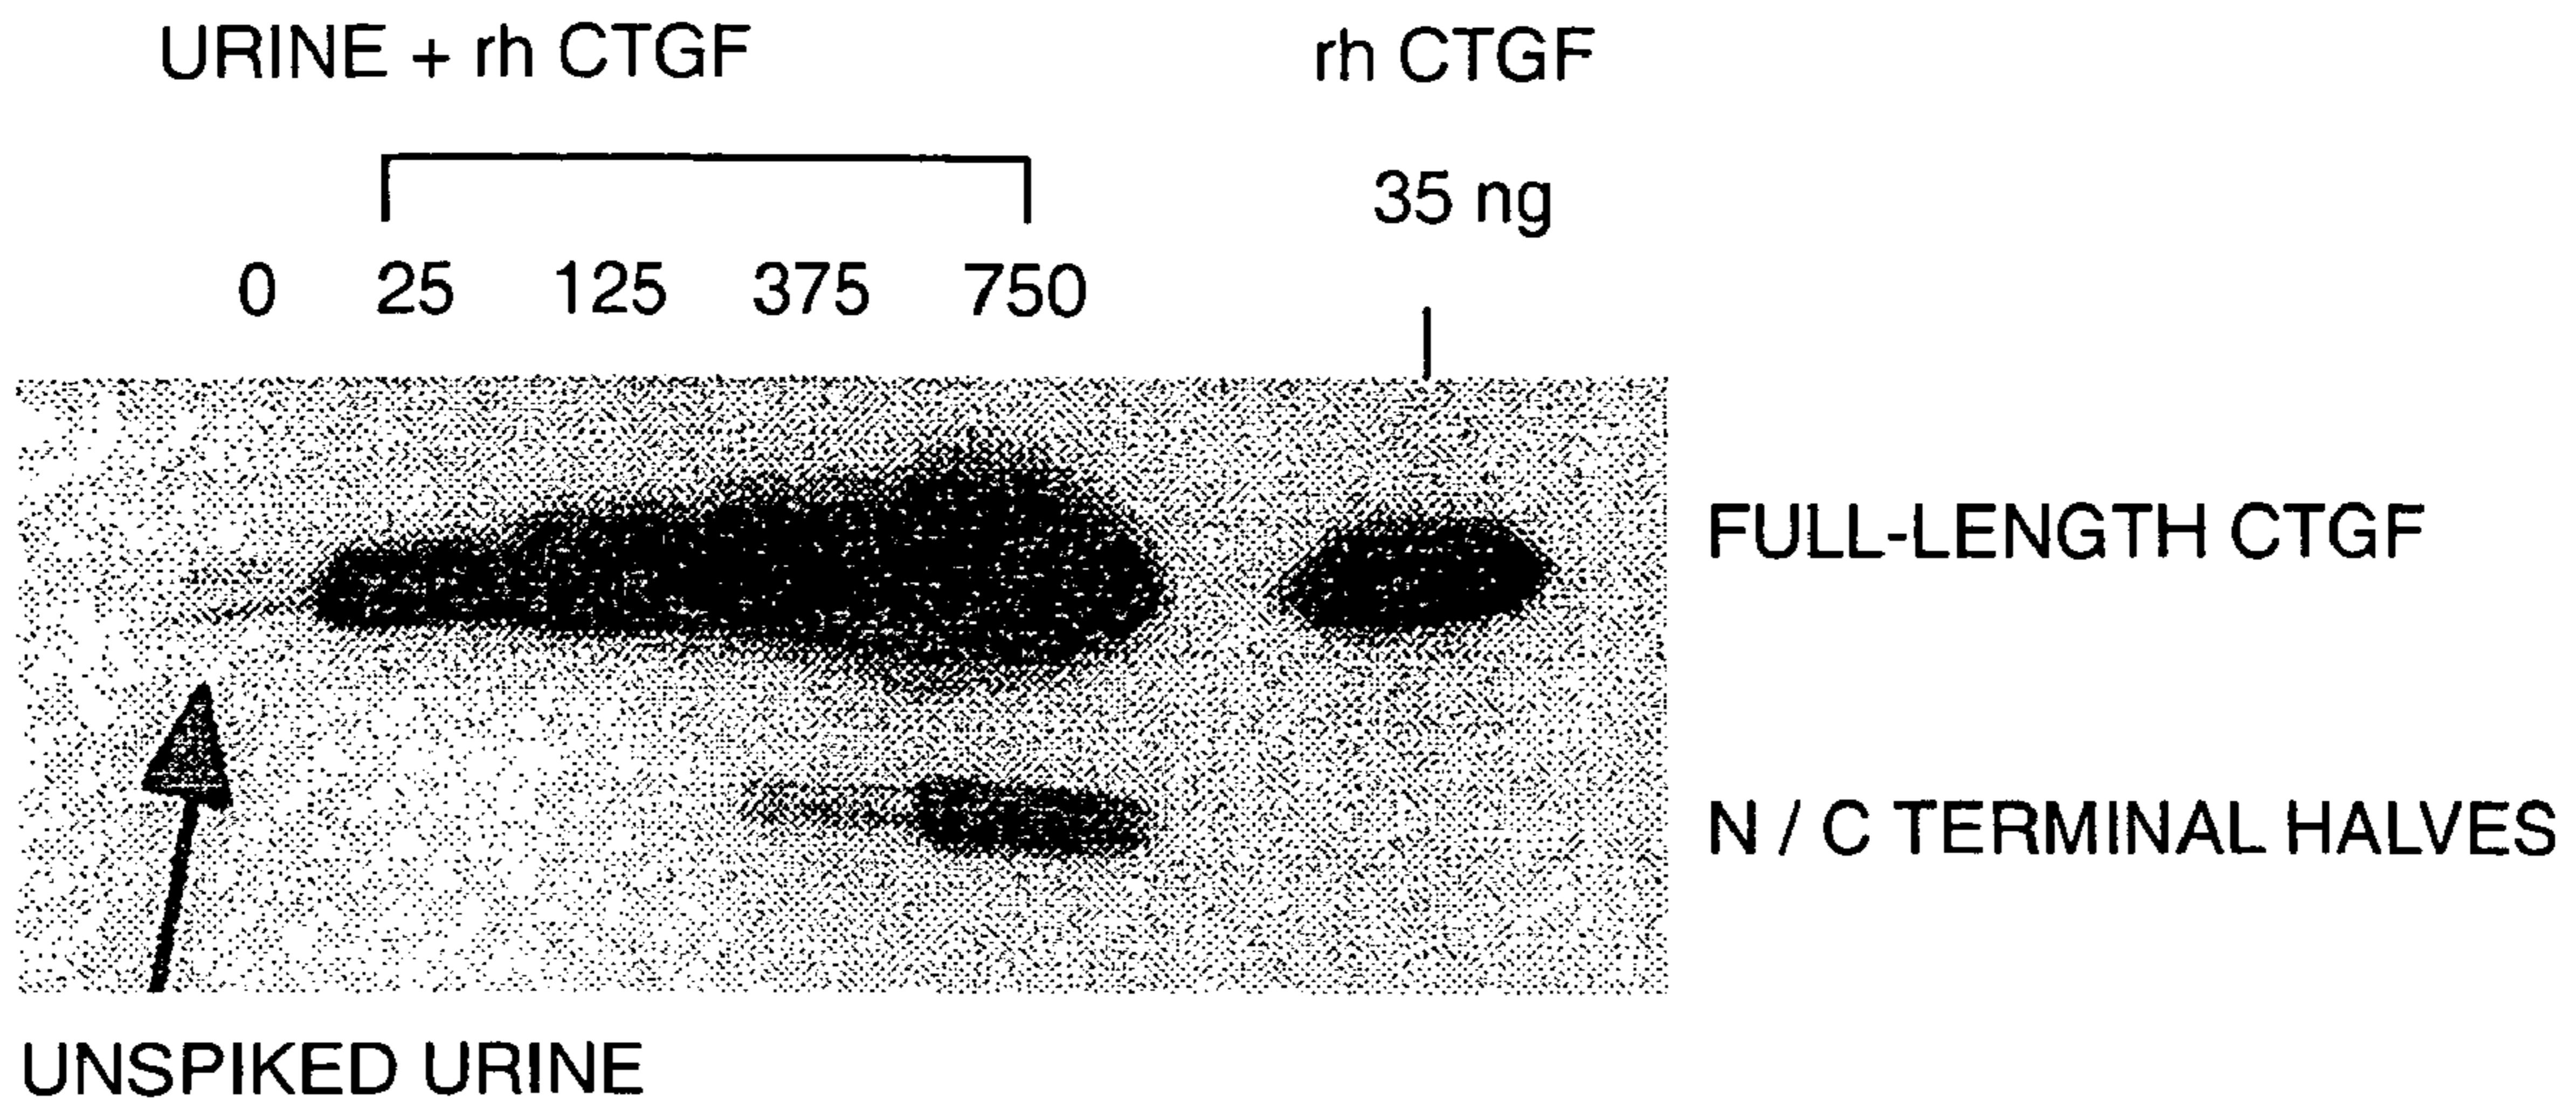 URINE + rh CTGF
rh CTGF
35 ng
0 25 125 375 750
FULL-LENGTH CTGF
N / C TERMINAL HALVES
UNSPIKED URINE